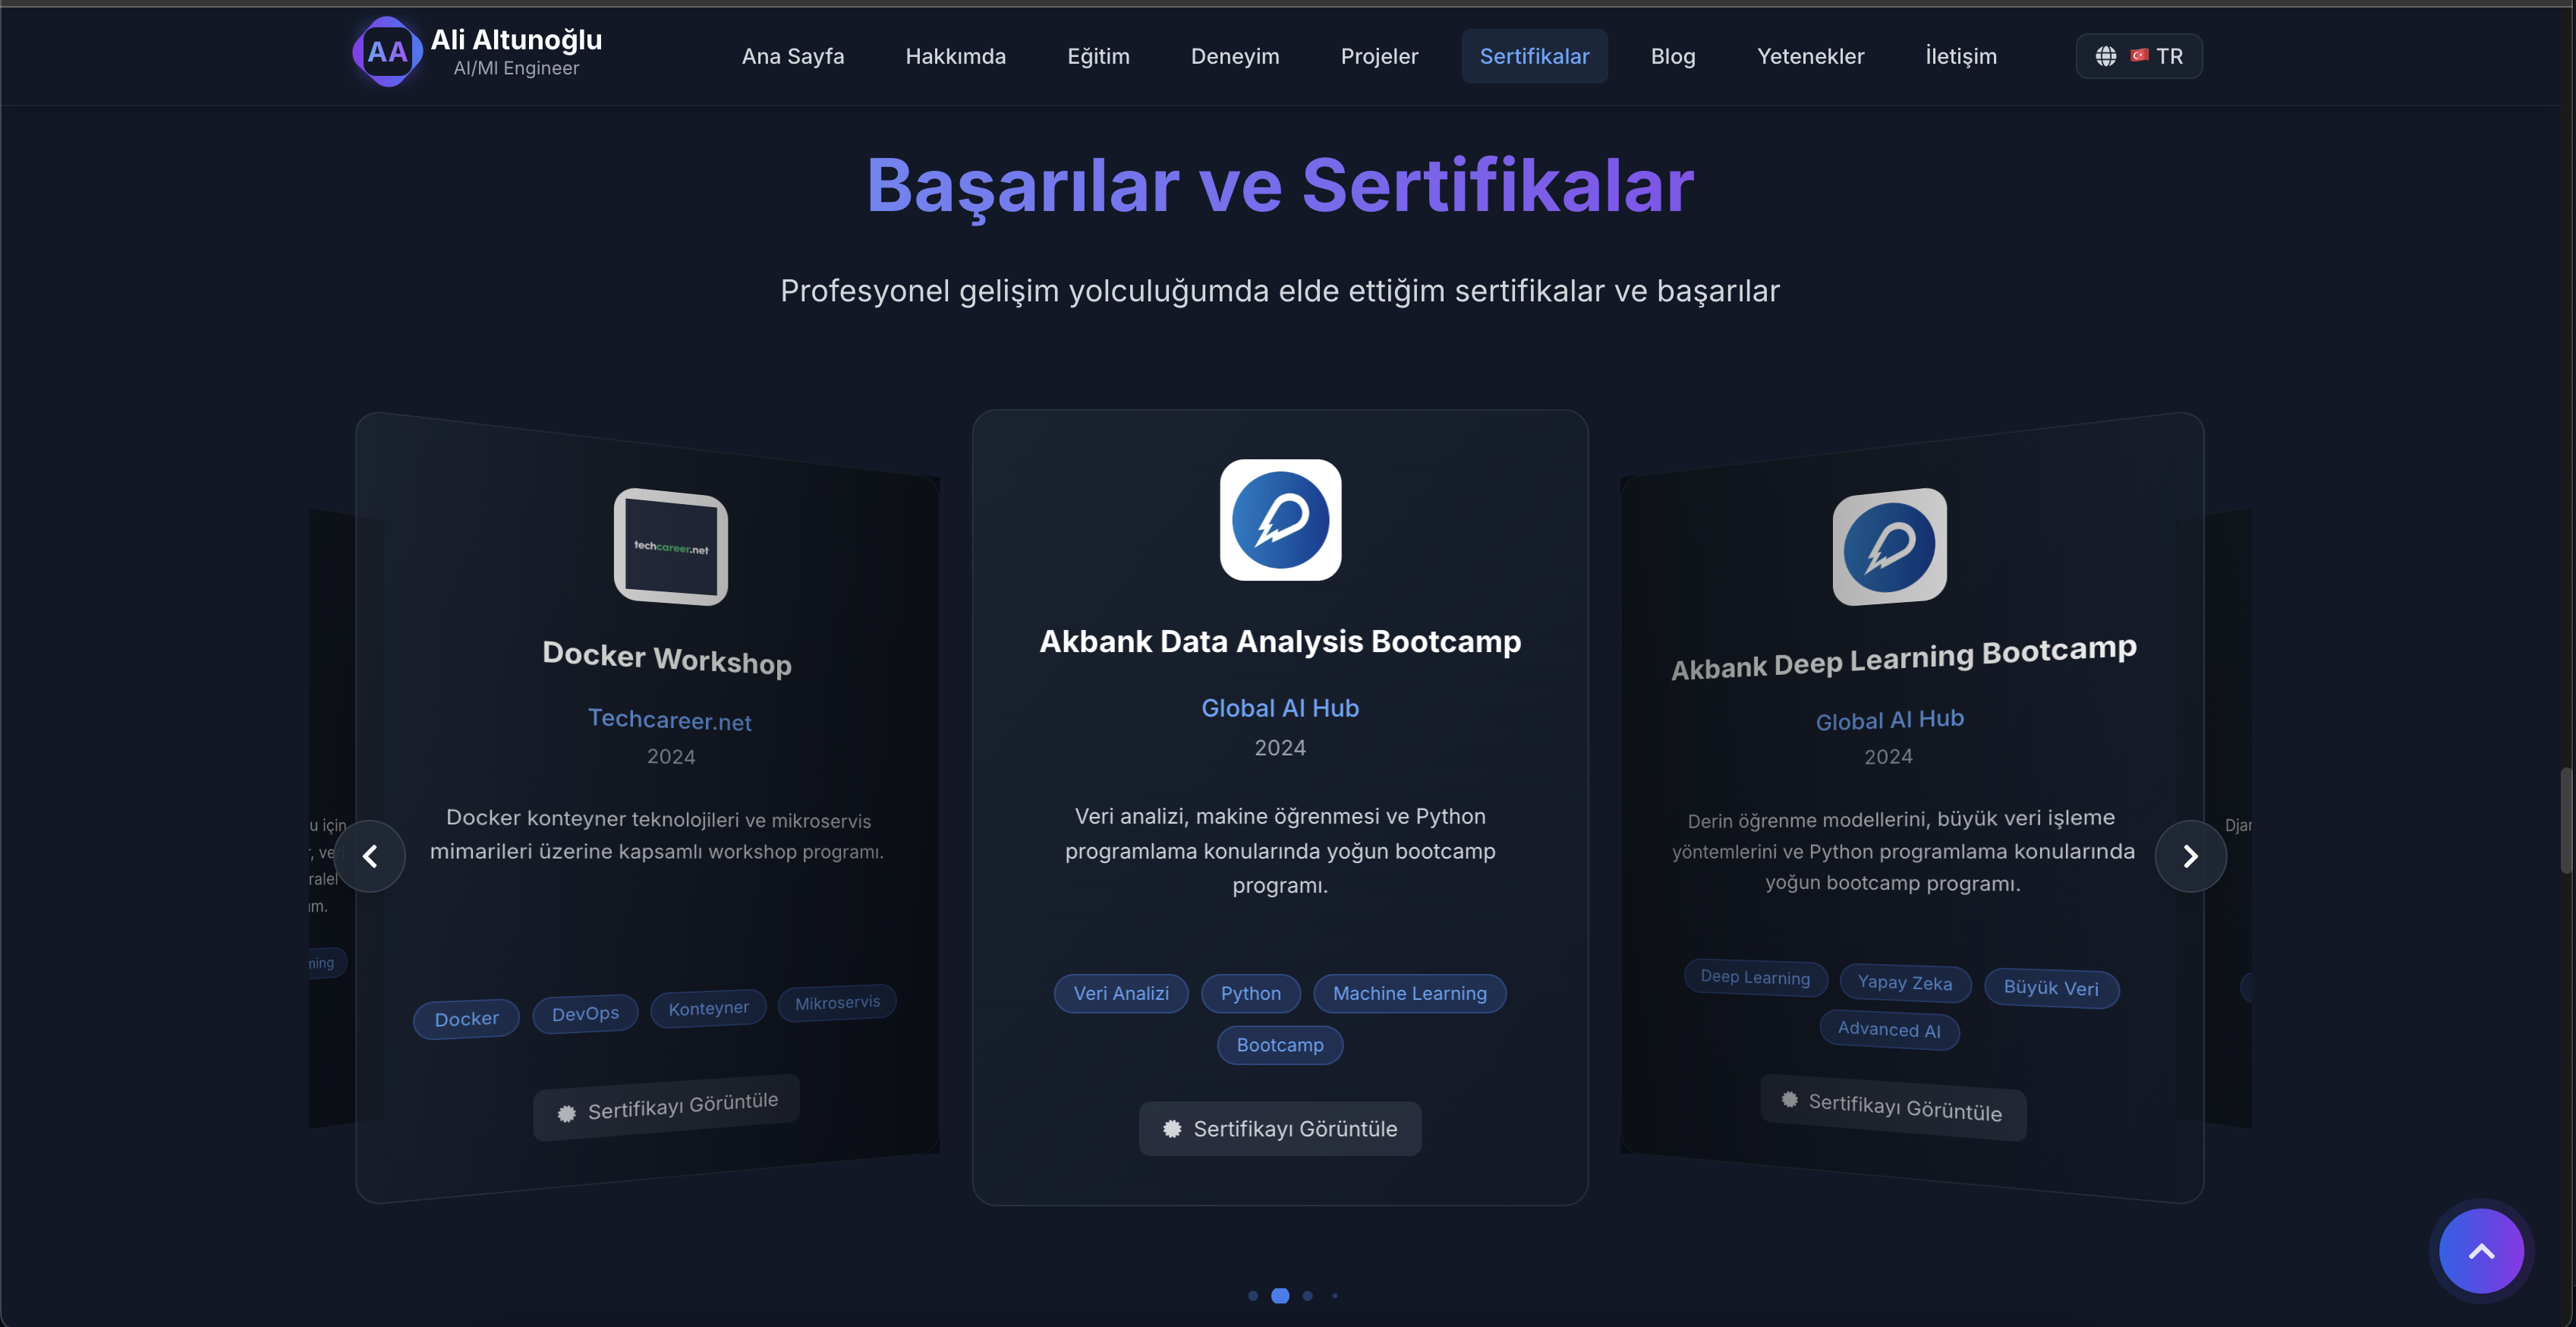 AA
Ali Altunoğlu
AI/Ml Engineer
Ana Sayfa
Hakkımda
Eğitim
Deneyim
Projeler
Sertifikalar
Blog
Yetenekler
İletişim
TR
Başarılar ve Sertifikalar
Profesyonel gelişim yolculuğumda elde ettiğim sertifikalar ve başarılar
u için
ralel
ım.
ming
techcareer.net
Docker Workshop
Techcareer.net
2024
Docker konteyner teknolojileri ve mikroservis
mimarileri üzerine kapsamlı workshop programı.
Docker
DevOps
Konteyner
Mikroservis
Sertifikayı Görüntüle
Akbank Data Analysis Bootcamp
Global AI Hub
2024
Veri analizi, makine öğrenmesi ve Python
programlama konularında yoğun bootcamp
programı.
Veri Analizi
Python
Machine Learning
Bootcamp
Sertifikayı Görüntüle
Akbank Deep Learning Bootcamp
Global AI Hub
2024
Derin öğrenme modellerini, büyük veri işleme
yöntemlerini ve Python programlama konularında
yoğun bootcamp programı.
Deep Learning
Yapay Zeka
Büyük Veri
Advanced AI
Sertifikayı Görüntüle